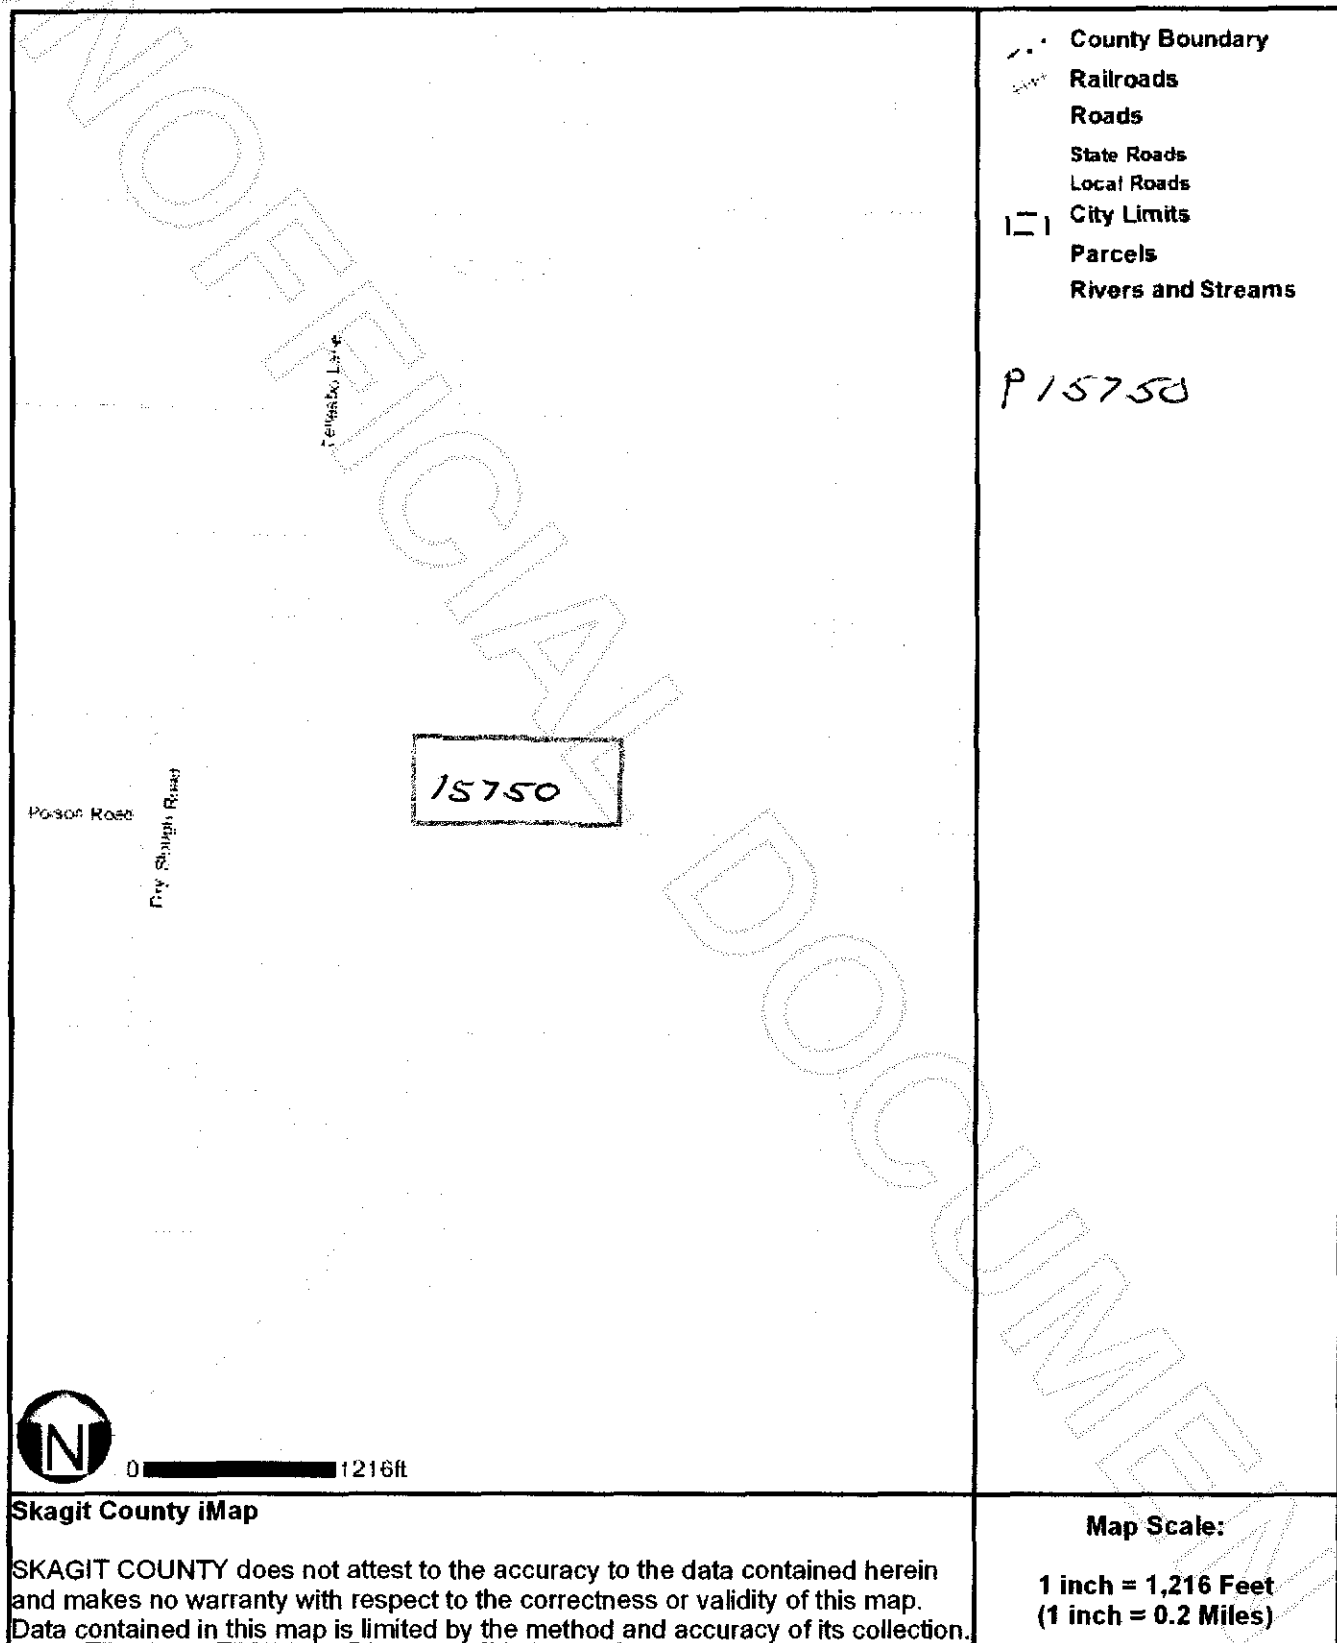 UNOFFICIAL DOCUMENT
County Boundary
Railroads
Roads
State Roads
Local Roads
City Limits
Parcels
Rivers and Streams
P15750
Lane
15750
Polson Road
Dry Slough Road
N
0 1216ft
Skagit County iMap
SKAGIT COUNTY does not attest to the accuracy to the data contained herein
and makes no warranty with respect to the correctness or validity of this map.
Data contained in this map is limited by the method and accuracy of its collection.
Map Scale:
1 inch = 1,216 Feet
(1 inch = 0.2 Miles)